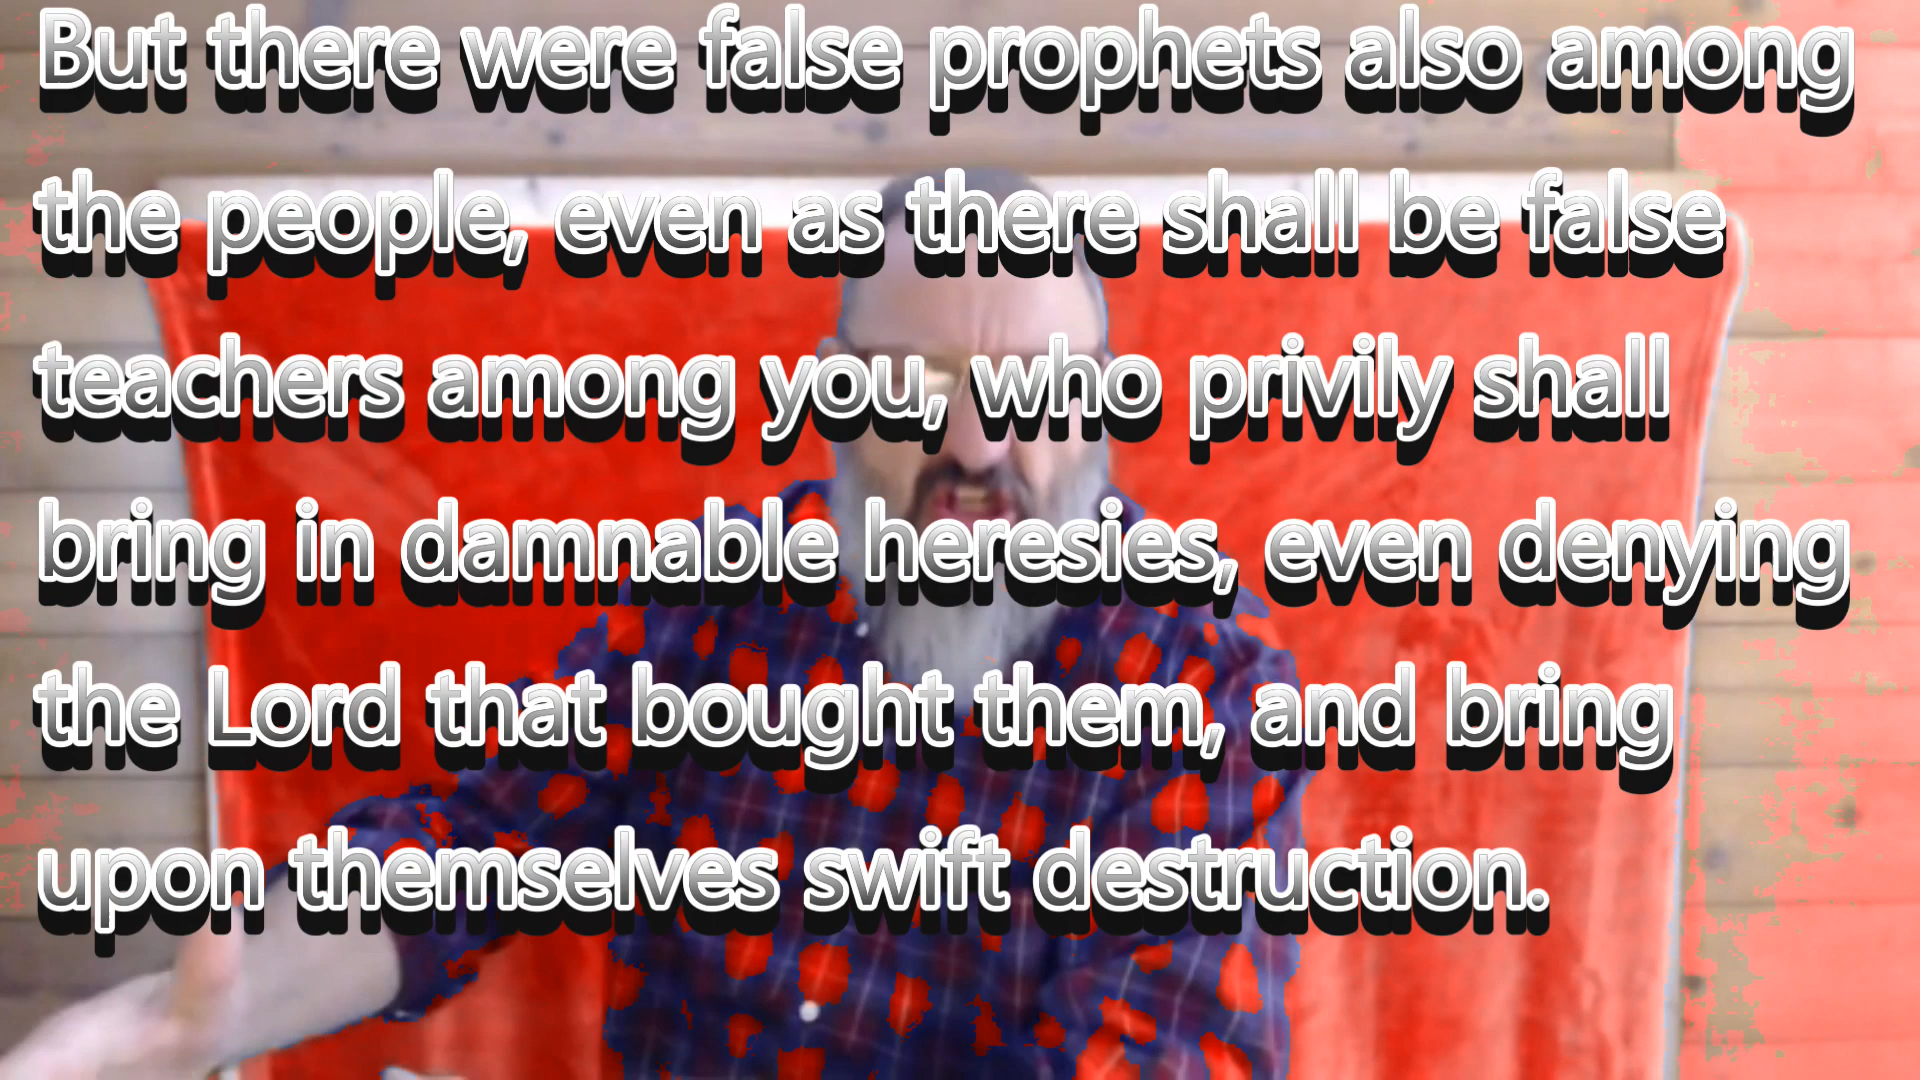 But there were false prophets also among
the people, even as there shall be false
teachers among you, who privily shall
bring in damnable heresies, even denying
the Lord that bought them, and bring
upon themselves swift destruction.